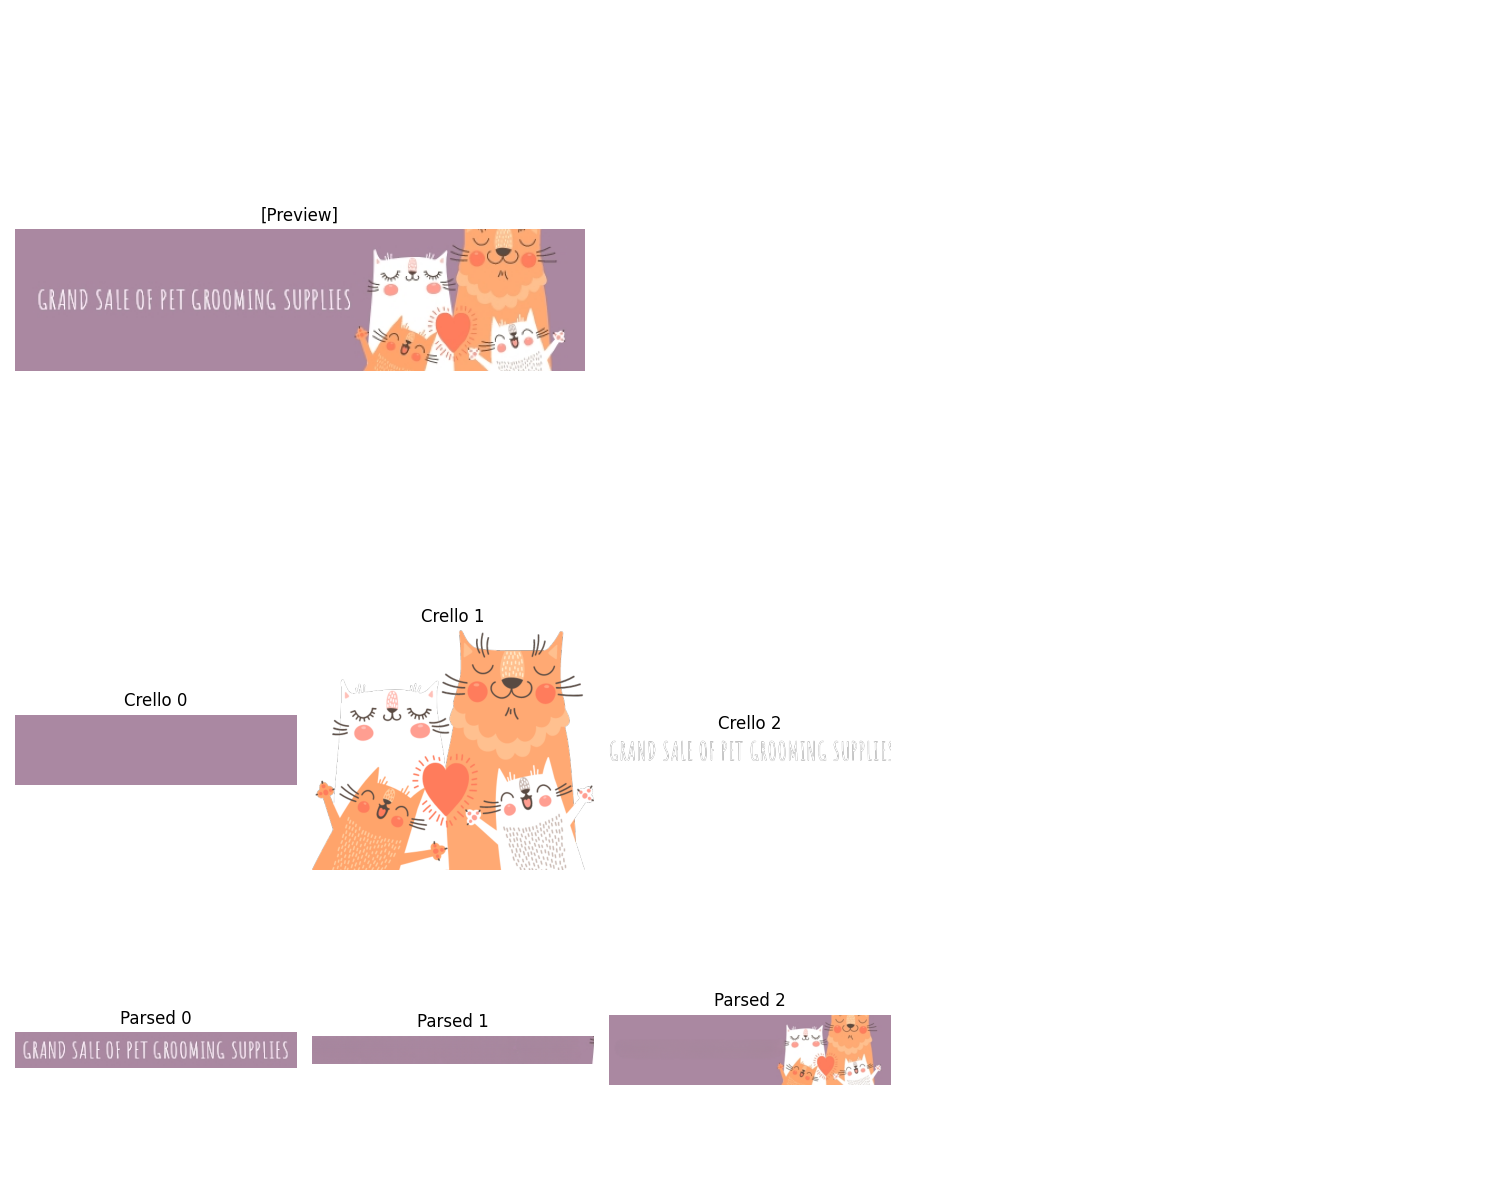 [Preview]
GRAND SALE OF PET GROOMING SUPPLIES
Crello 0
Crello 1
Crello 2
GRAND SALE OF PET GROOMING SUPPLIES
Parsed 0
GRAND SALE OF PET GROOMING SUPPLIES
Parsed 1
Parsed 2